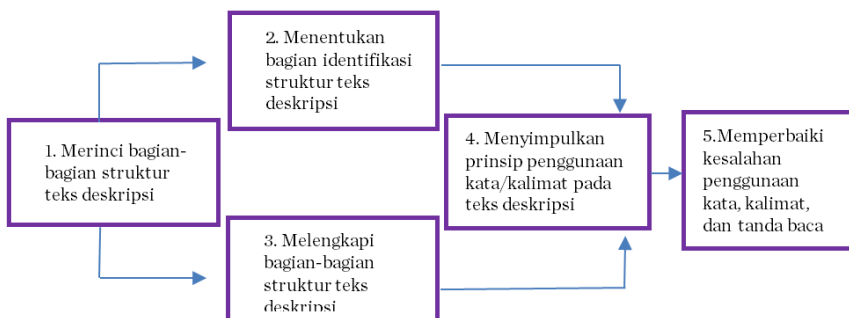 1. Merinci bagian-
bagian struktur
teks deskripsi
2. Menentukan
bagian identifikasi
struktur teks
deskripsi
3. Melengkapi
bagian-bagian
struktur teks
deskripsi
4. Menyimpulkan
prinsip penggunaan
kata/kalimat pada
teks deskripsi
5.Memperbaiki
kesalahan
penggunaan
kata, kalimat,
dan tanda baca